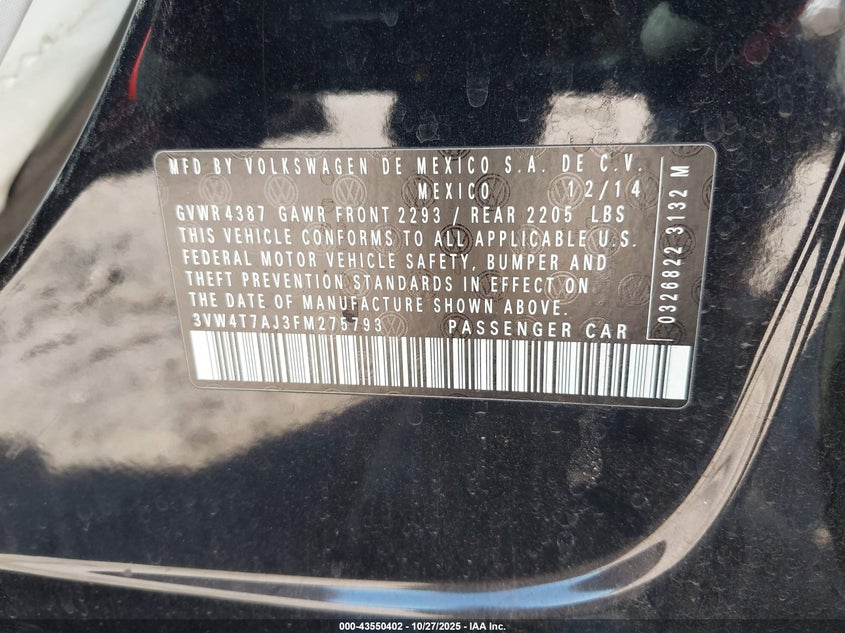 MFD BY VOLKSWAGEN DE MEXICO S.A. DE C.V.
MEXICO 12/14
GVWR 4387 GAWR FRONT 2293 / REAR 2205 LBS
THIS VEHICLE CONFORMS TO ALL APPLICABLE U.S.
FEDERAL MOTOR VEHICLE SAFETY, BUMPER AND
THEFT PREVENTION STANDARDS IN EFFECT ON
THE DATE OF MANUFACTURE SHOWN ABOVE.
3VW4T7AJ3FM275793 PASSENGER CAR
0326822 3132 M
000-43550402 - 10/27/2025 - IAA Inc.